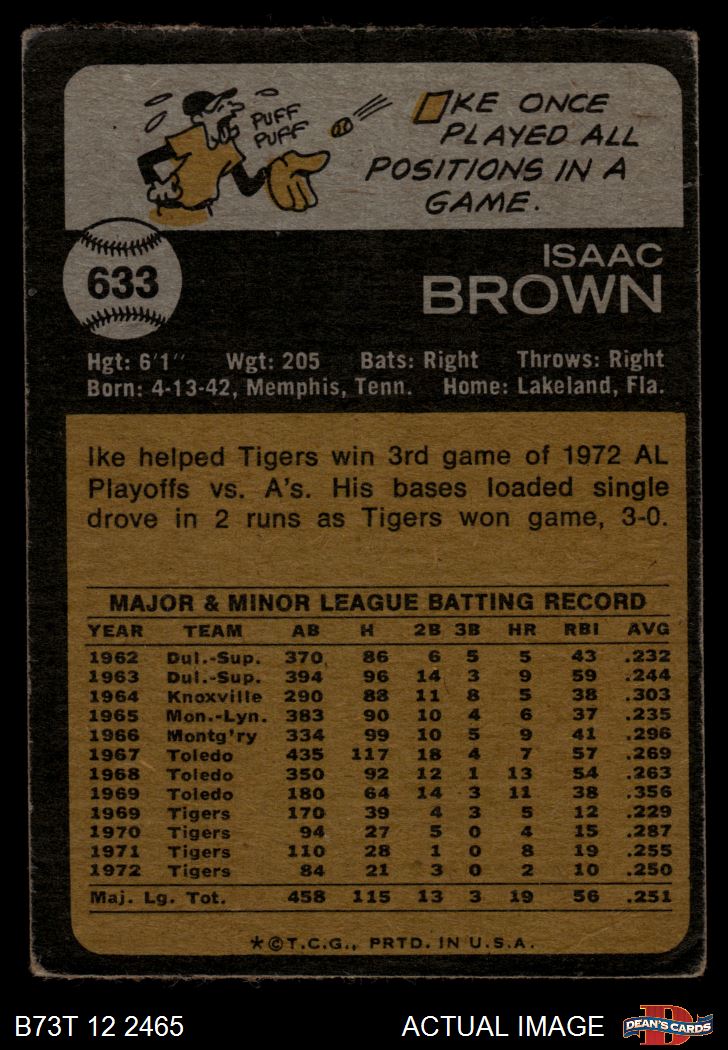 PUFF
PUFF
IKE ONCE
PLAYED ALL
POSITIONS IN A
GAME.
633
ISAAC
BROWN
Hgt: 6'1" Wgt: 205 Bats: Right Throws: Right
Born: 4-13-42, Memphis, Tenn. Home: Lakeland, Fla.
Ike helped Tigers win 3rd game of 1972 AL
Playoffs vs. A's. His bases loaded single
drove in 2 runs as Tigers won game, 3-0.
MAJOR & MINOR LEAGUE BATTING RECORD
YEAR TEAM AB H 2B 3B HR RBI AVG
1962 Dul.-Sup. 370 86 6 5 5 43 .232
1963 Dul.-Sup. 394 96 14 3 9 59 .244
1964 Knoxville 290 88 11 8 5 38 .303
1965 Mon.-Lyn. 383 90 10 4 6 37 .235
1966 Montg'ry 334 99 10 5 9 41 .296
1967 Toledo 435 117 18 4 7 57 .269
1968 Toledo 350 92 12 1 13 54 .263
1969 Toledo 180 64 14 3 11 38 .356
1969 Tigers 170 39 4 3 5 12 .229
1970 Tigers 94 27 5 0 4 15 .287
1971 Tigers 110 28 1 0 8 19 .255
1972 Tigers 84 21 3 0 2 10 .250
Maj. Lg. Tot. 458 115 13 3 19 56 .251
★©T.C.G., PRTD. IN U.S.A.
B73T 12 2465 ACTUAL IMAGE
D
DEAN'S CARDS